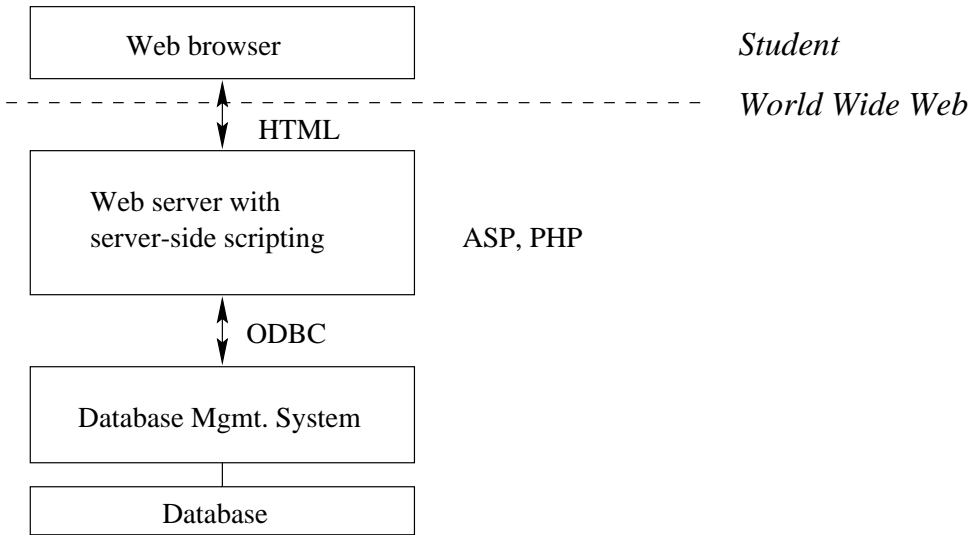 Web browser
Student
World Wide Web
HTML
Web server with
server-side scripting
ASP, PHP
ODBC
Database Mgmt. System
Database